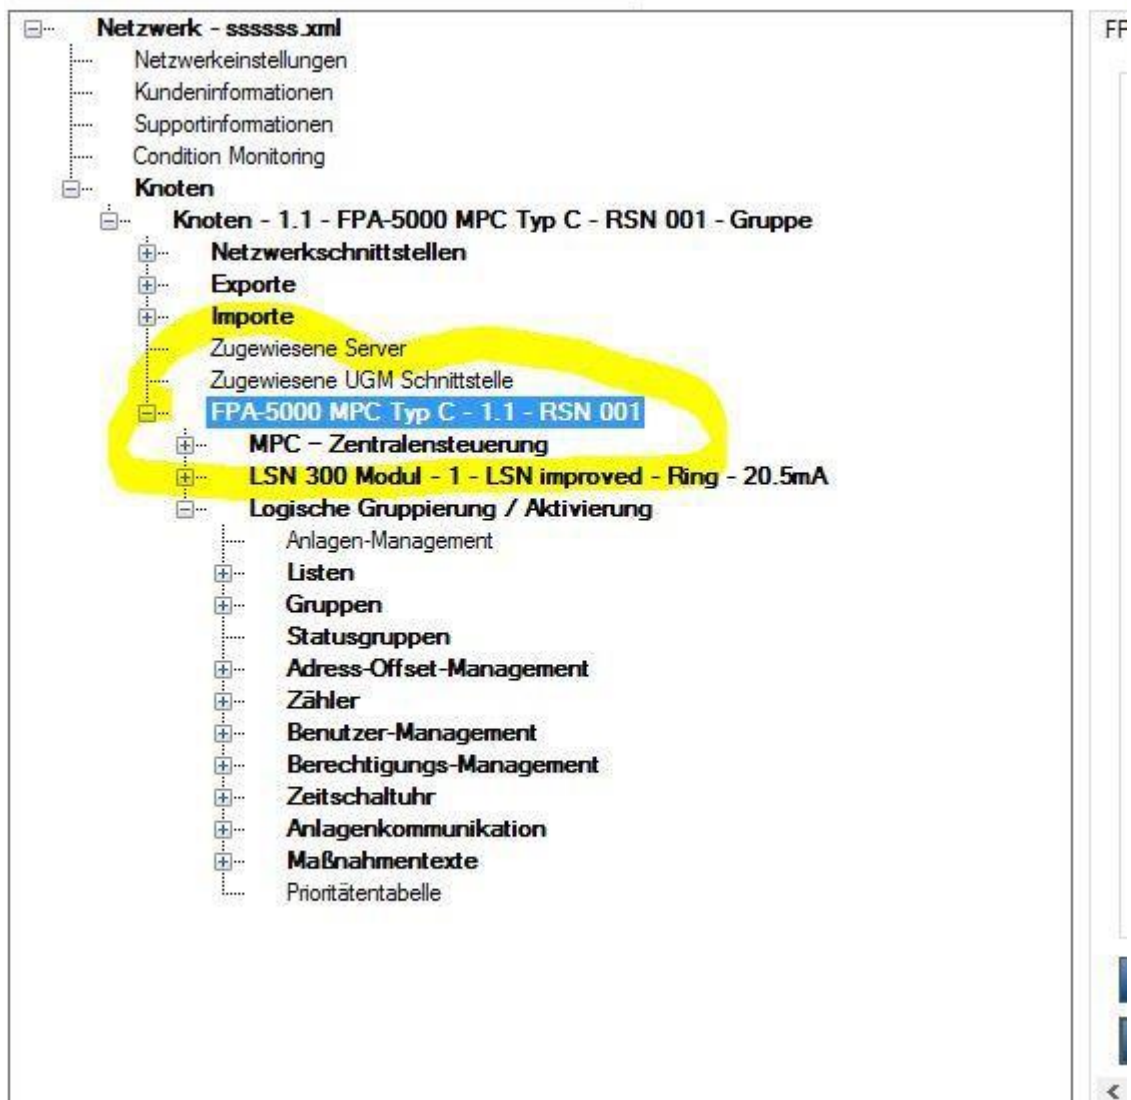 Netzwerk - ssssss.xml
Netzwerkeinstellungen
Kundeninformationen
Supportinformationen
Condition Monitoring
Knoten
Knoten - 1.1 - FPA-5000 MPC Typ C - RSN 001 - Gruppe
Netzwerkschnittstellen
Exporte
Importe
Zugewiesene Server
Zugewiesene UGM Schnittstelle
FPA-5000 MPC Typ C - 1.1 - RSN 001
MPC – Zentralensteuerung
LSN 300 Modul - 1 - LSN improved - Ring - 20.5mA
Logische Gruppierung / Aktivierung
Anlagen-Management
Listen
Gruppen
Statusgruppen
Adress-Offset-Management
Zähler
Benutzer-Management
Berechtigungs-Management
Zeitschaltuhr
Anlagenkommunikation
Maßnahmentexte
Prioritätentabelle